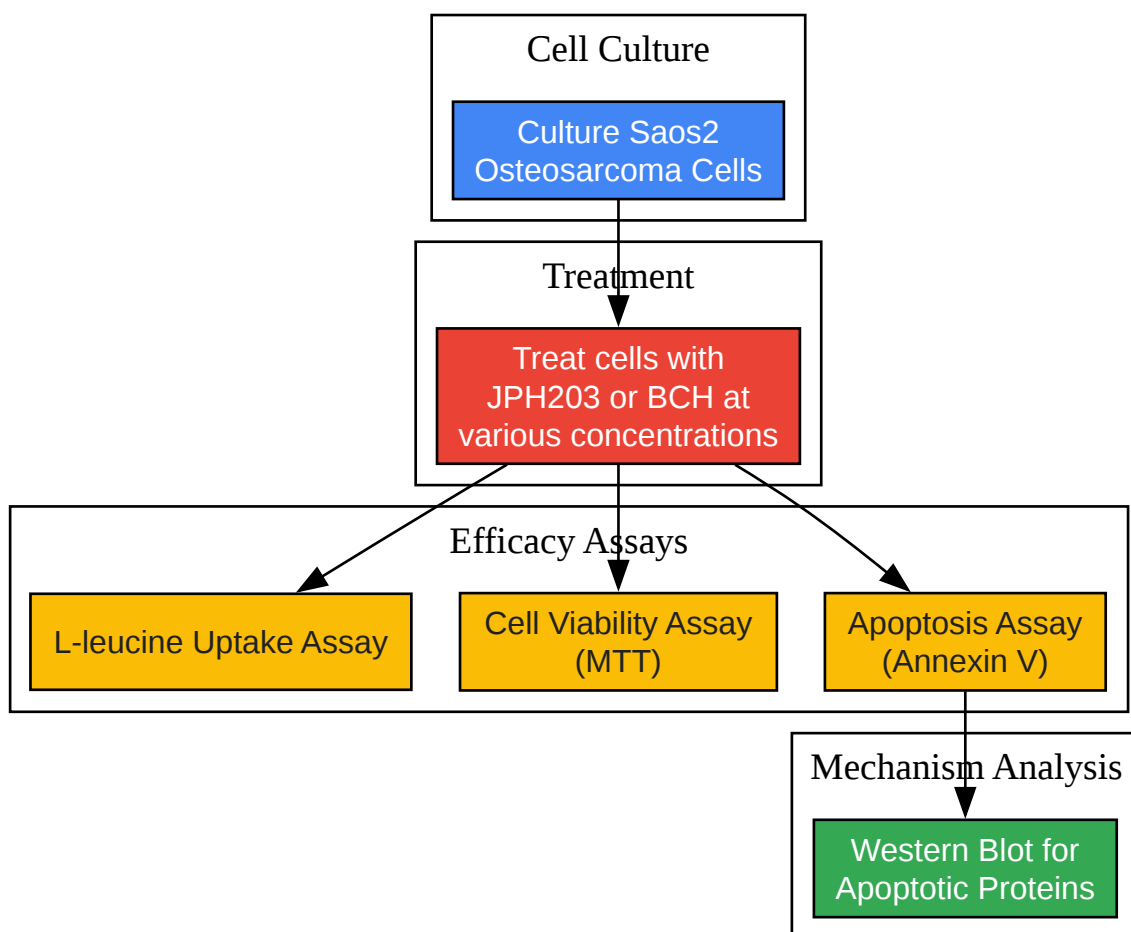 Cell Culture
Culture Saos2
Osteosarcoma Cells
Treatment
Treat cells with
JPH203 or BCH at
various concentrations
Efficacy Assays
L-leucine Uptake Assay
Cell Viability Assay
(MTT)
Apoptosis Assay
(Annexin V)
Mechanism Analysis
Western Blot for
Apoptotic Proteins